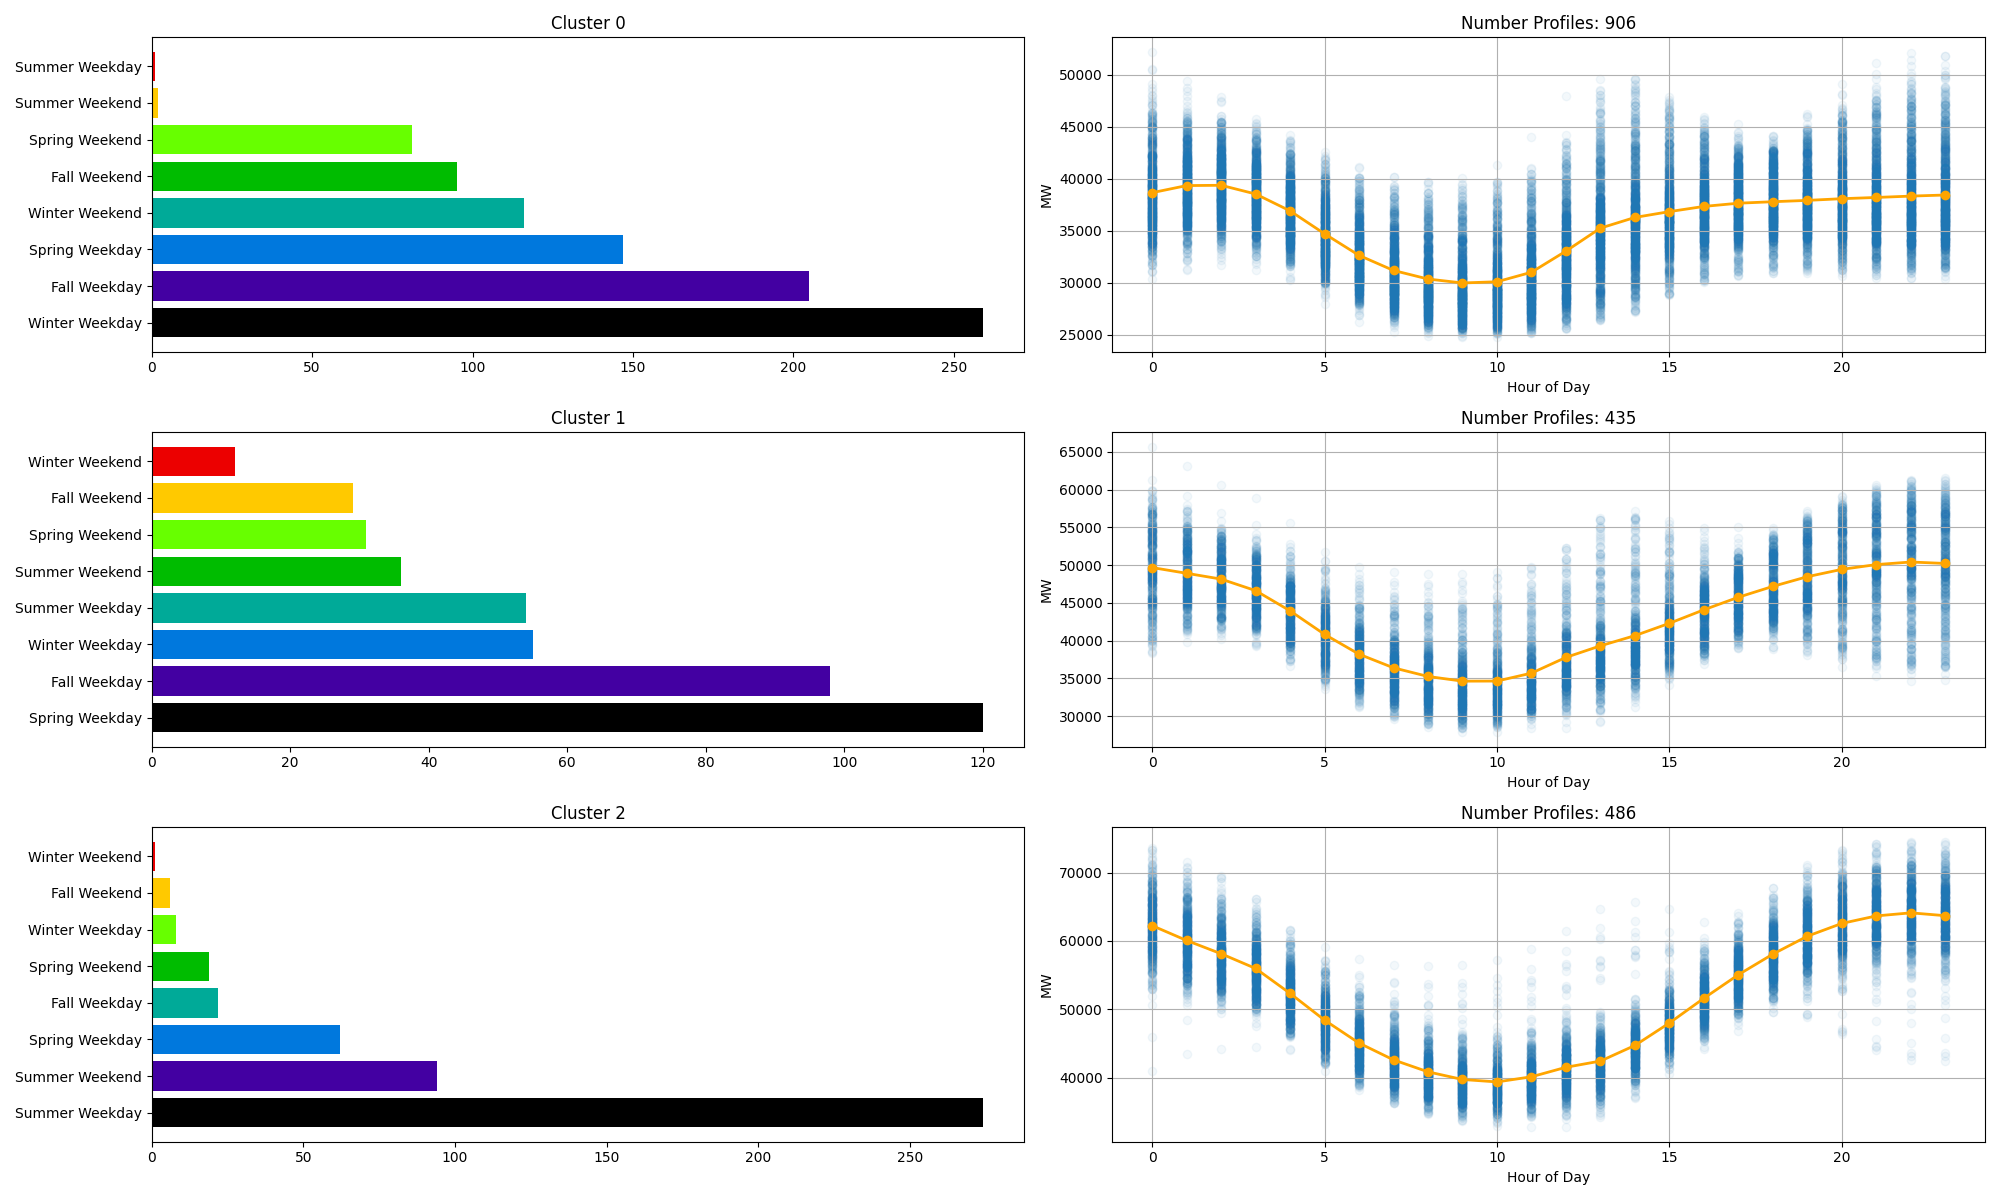 Cluster 0
Summer Weekday
Summer Weekend
Spring Weekend
Fall Weekend
Winter Weekend
Spring Weekday
Fall Weekday
Winter Weekday
0 50 100 150 200 250
Number Profiles: 906
50000
45000
40000
35000
30000
25000
MW
0 5 10 15 20
Hour of Day
Cluster 1
Winter Weekend
Fall Weekend
Spring Weekend
Summer Weekend
Summer Weekday
Winter Weekday
Fall Weekday
Spring Weekday
0 20 40 60 80 100 120
Number Profiles: 435
65000
60000
55000
50000
45000
40000
35000
30000
MW
0 5 10 15 20
Hour of Day
Cluster 2
Winter Weekend
Fall Weekend
Winter Weekday
Spring Weekend
Fall Weekday
Spring Weekday
Summer Weekend
Summer Weekday
0 50 100 150 200 250
Number Profiles: 486
70000
60000
50000
40000
MW
0 5 10 15 20
Hour of Day